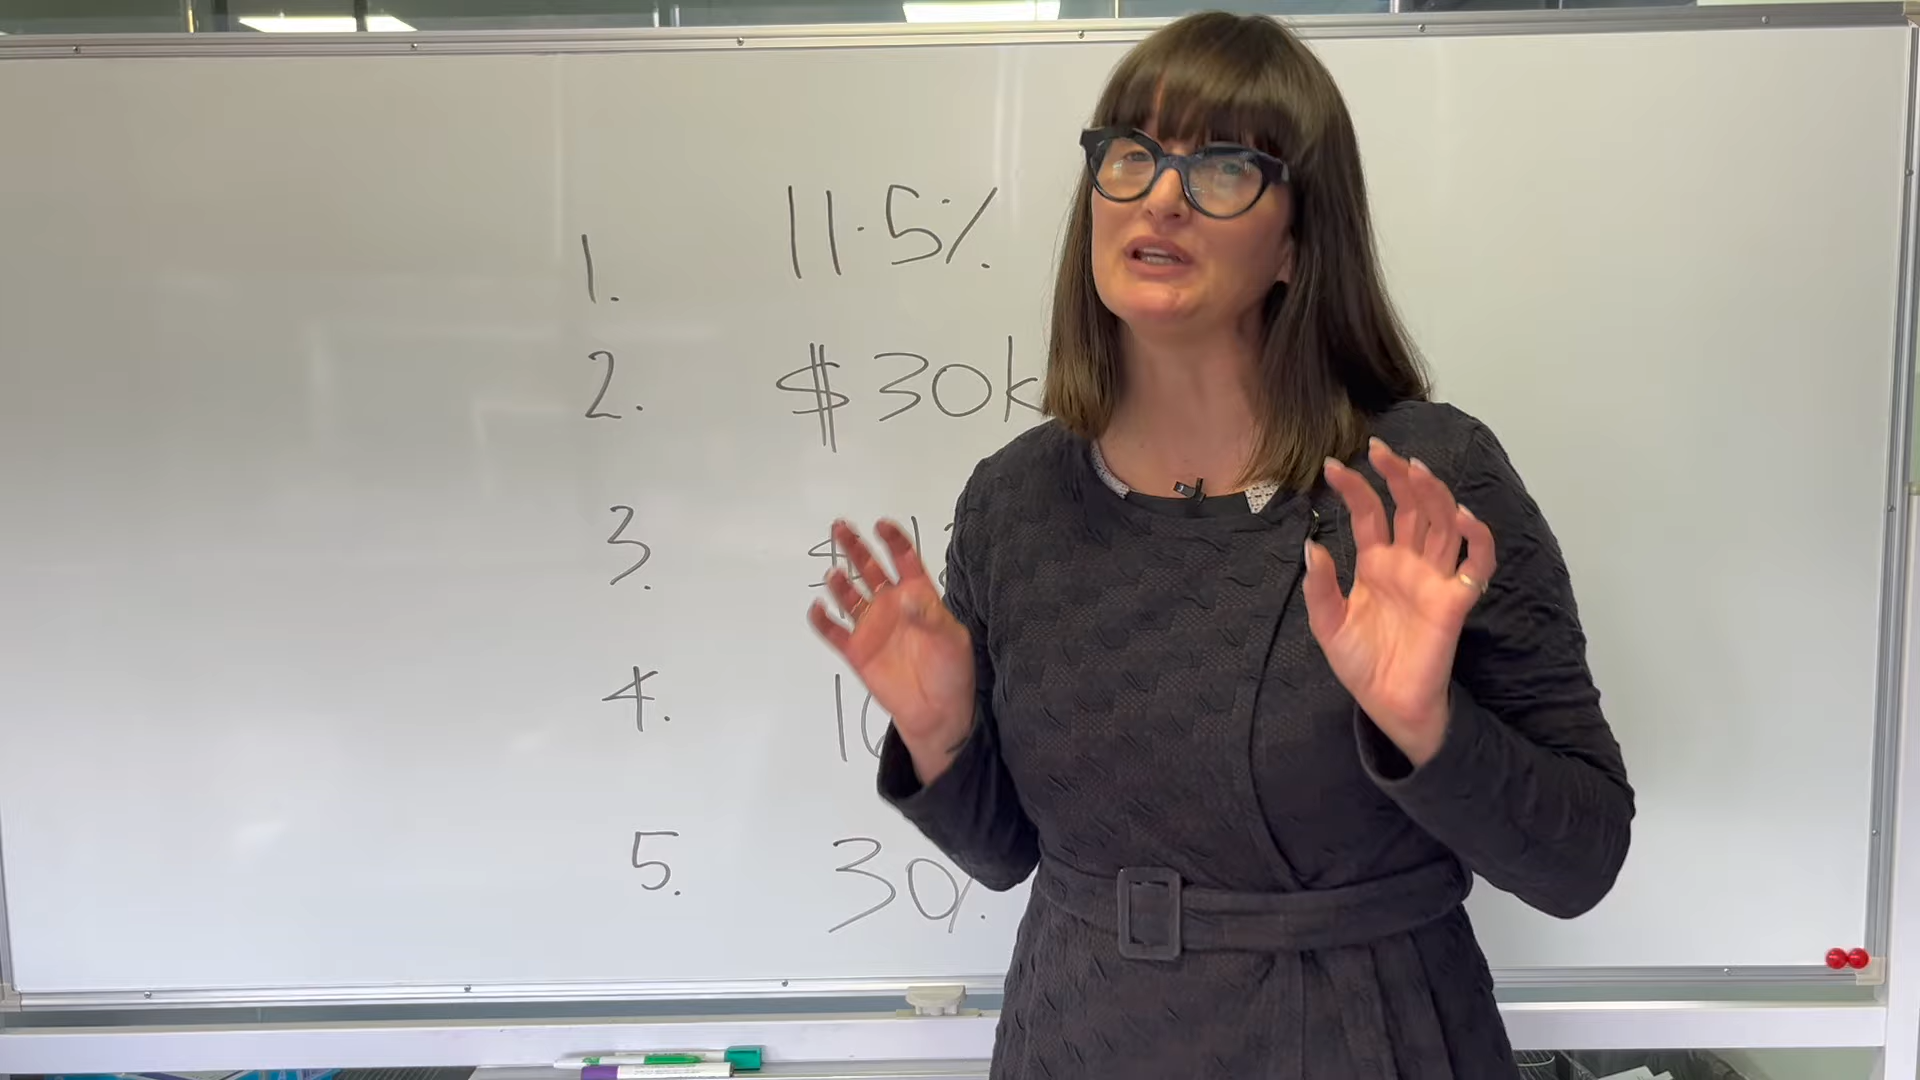 1. 11.5%
2. $30k
3.
4.
5. 30%